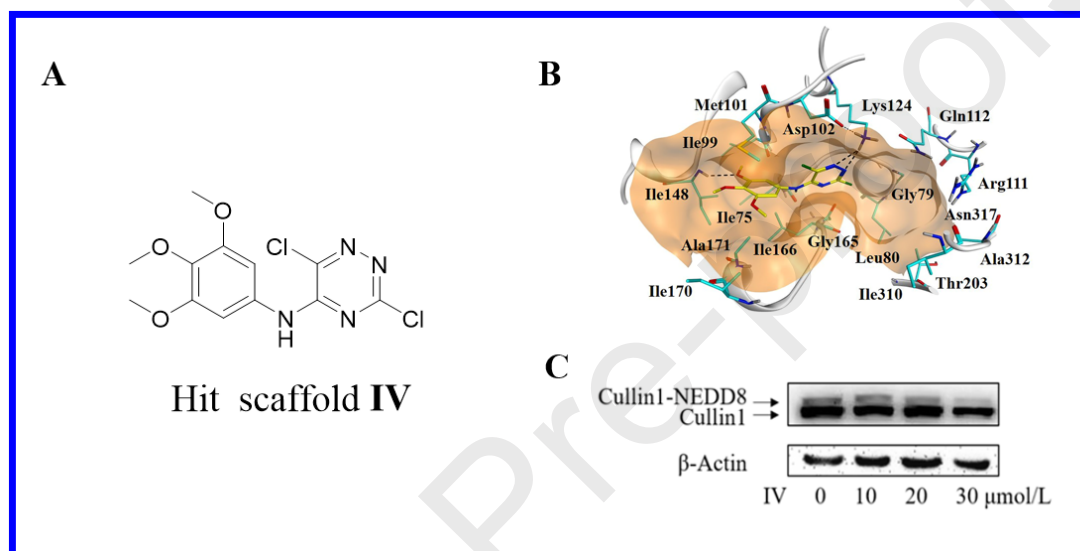 A
O
O
O
Cl
N
N
N
Cl
N
H
Hit scaffold IV
B
Met101
Lys124
Asp102
Gln112
Ile99
Ile148
Gly79
Arg111
Ile75
Asn317
Ala171
Ile166
Gly165
Leu80
Ala312
Ile170
Ile310
Thr203
C
Cullin1-NEDD8
Cullin1
β-Actin
IV 0 10 20 30 μmol/L
Pre-proo